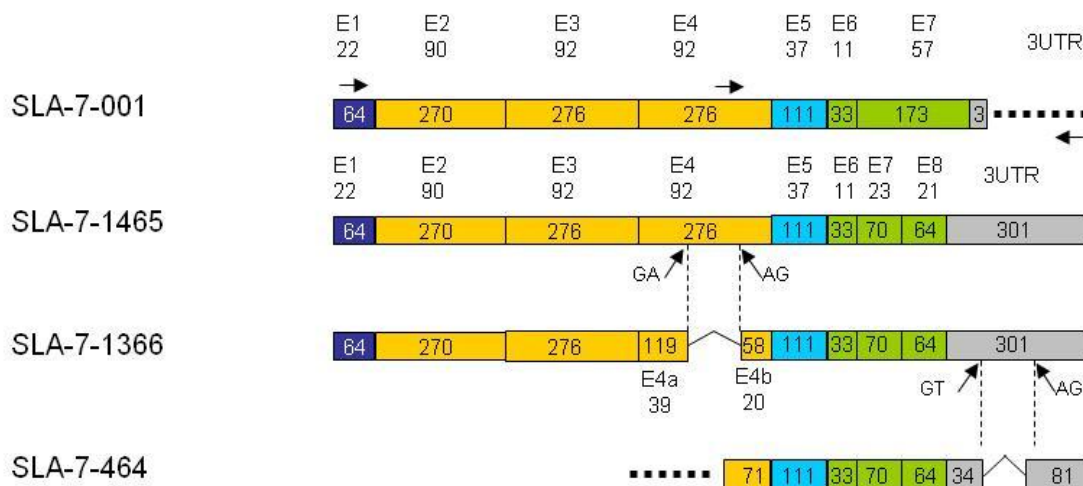 E1 E2 E3 E4 E5 E6 E7 3UTR
22 90 92 92 37 11 57
SLA-7-001 64 270 276 276 111 33 173 3
E1 E2 E3 E4 E5 E6 E7 E8 3UTR
22 90 92 92 37 11 23 21
SLA-7-1465 64 270 276 276 111 33 70 64 301
GA AG
SLA-7-1366 64 270 276 119 58 111 33 70 64 301
E4a E4b GT AG
39 20
SLA-7-464 71 111 33 70 64 34 81